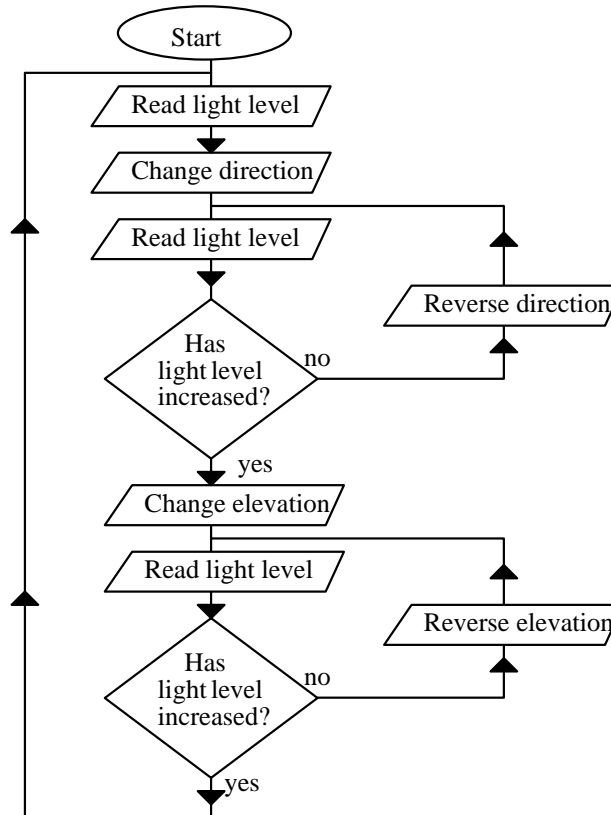 Start
Read light level
Change direction
Read light level
Reverse direction
Has
light level
increased?
no
yes
Change elevation
Read light level
Reverse elevation
Has
light level
increased?
no
yes